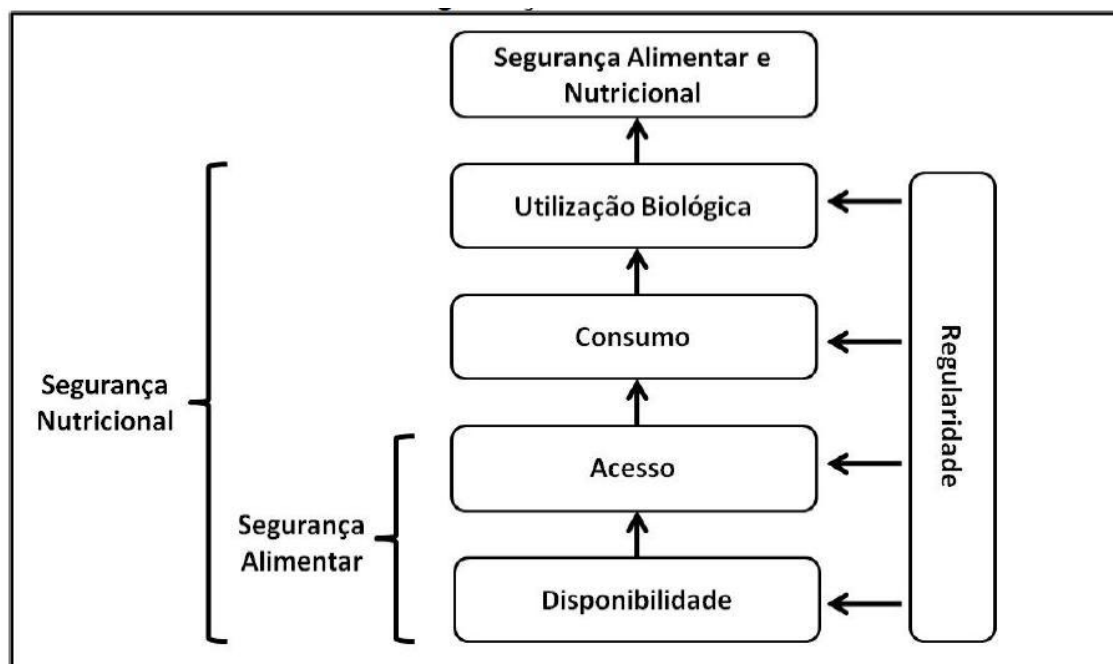 Segurança Alimentar e
Nutricional
Utilização Biológica
Consumo
Segurança
Nutricional
Acesso
Segurança
Alimentar
Disponibilidade
Regularidade